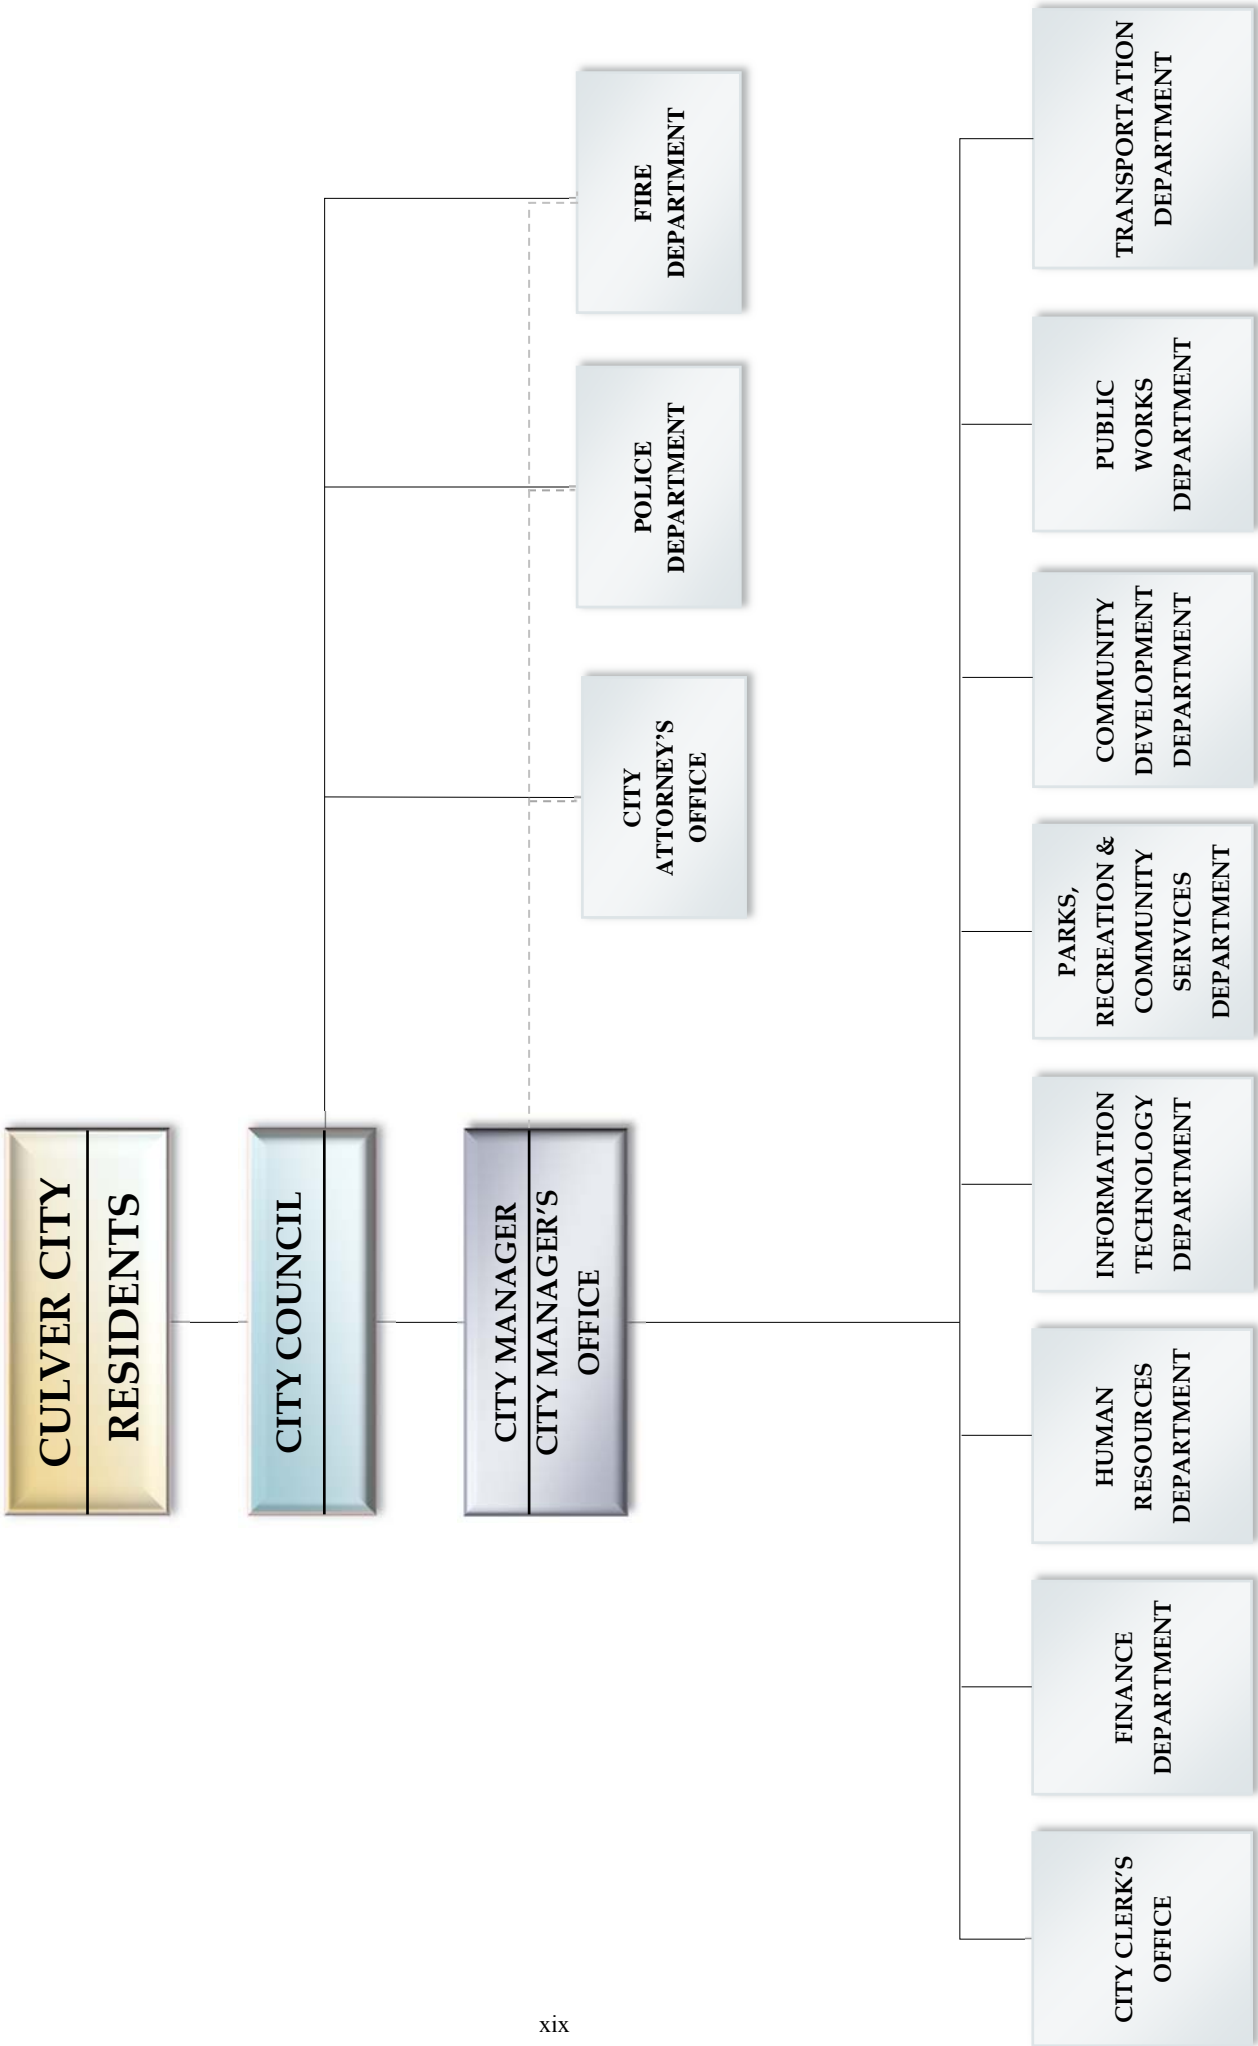 CULVER CITY
RESIDENTS
CITY COUNCIL
CITY MANAGER
CITY MANAGER’S
OFFICE
CITY
ATTORNEY’S
OFFICE
POLICE
DEPARTMENT
FIRE
DEPARTMENT
CITY CLERK’S
OFFICE
FINANCE
DEPARTMENT
HUMAN
RESOURCES
DEPARTMENT
INFORMATION
TECHNOLOGY
DEPARTMENT
PARKS,
RECREATION &
COMMUNITY
SERVICES
DEPARTMENT
COMMUNITY
DEVELOPMENT
DEPARTMENT
PUBLIC
WORKS
DEPARTMENT
TRANSPORTATION
DEPARTMENT
xix